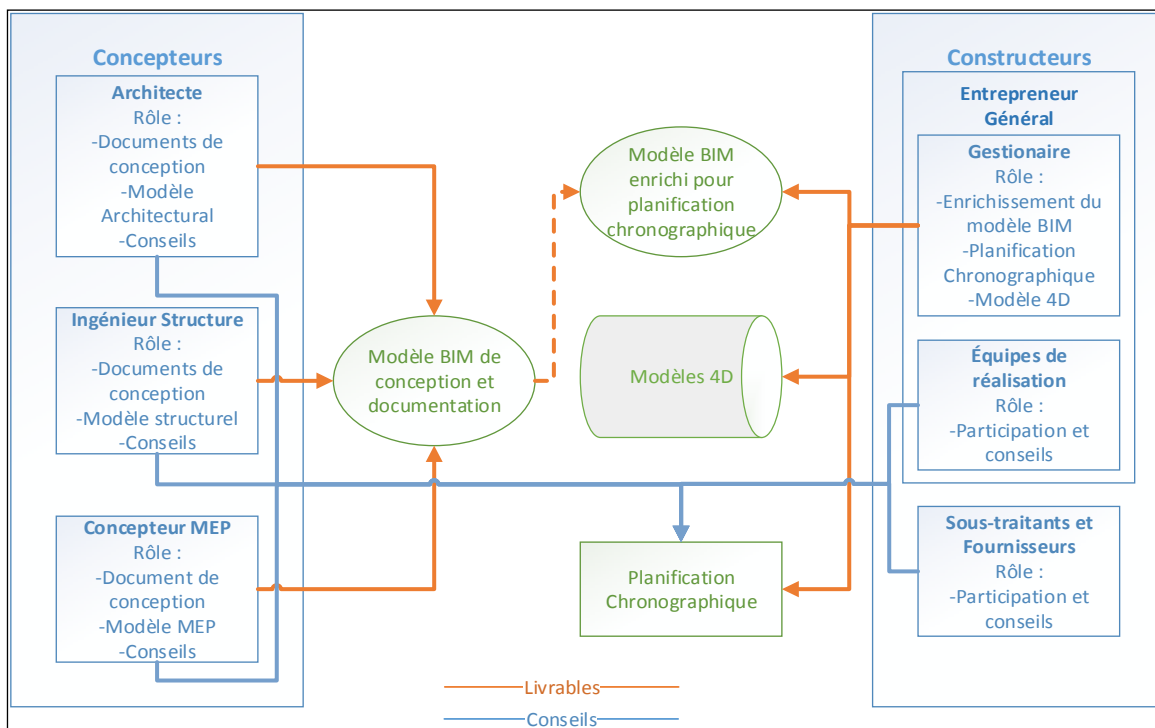 Concepteurs
Architecte
Rôle :
-Documents de
conception
-Modèle
Architectural
-Conseils
Ingénieur Structure
Rôle :
-Documents de
conception
-Modèle structurel
-Conseils
Concepteur MEP
Rôle :
-Document de
conception
-Modèle MEP
-Conseils
Modèle BIM de
conception et
documentation
Modèle BIM
enrichi pour
planification
chronographique
Modèles 4D
Planification
Chronographique
Constructeurs
Entrepreneur
Général
Gestionaire
Rôle :
-Enrichissement du
modèle BIM
-Planification
Chronographique
-Modèle 4D
Équipes de
réalisation
Rôle :
-Participation et
conseils
Sous-traitants et
Fournisseurs
Rôle :
-Participation et
conseils
Livrables
Conseils